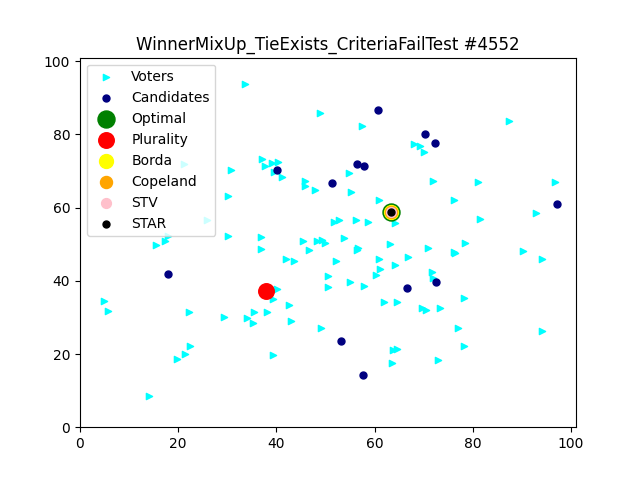 WinnerMixUp_TieExists_CriteriaFailTest #4552
100
80
60
40
20
0
Voters
Candidates
Optimal
Plurality
Borda
Copeland
STV
STAR
0 20 40 60 80 100